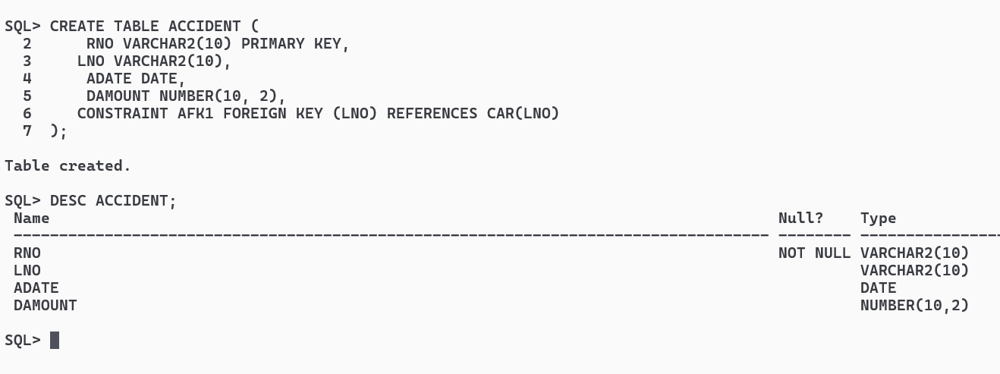 SQL> CREATE TABLE ACCIDENT (
  2      RNO VARCHAR2(10) PRIMARY KEY,
  3     LNO VARCHAR2(10),
  4      ADATE DATE,
  5      DAMOUNT NUMBER(10, 2),
  6     CONSTRAINT AFK1 FOREIGN KEY (LNO) REFERENCES CAR(LNO)
  7  );
Table created.
SQL> DESC ACCIDENT;
 Name                                                                                Null?    Type
 ----------------------------------------------------------------------------------- -------- ----------------
 RNO                                                                                 NOT NULL VARCHAR2(10)
 LNO                                                                                          VARCHAR2(10)
 ADATE                                                                                        DATE
 DAMOUNT                                                                                      NUMBER(10,2)
SQL>